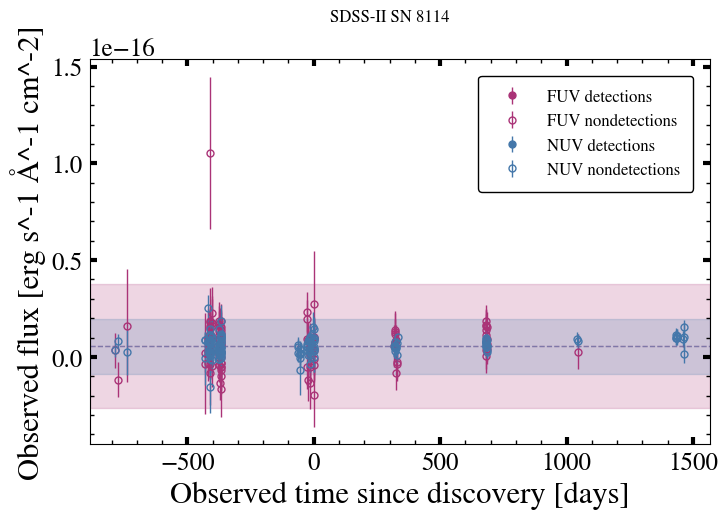 SDSS-II SN 8114
1e−16
1.5
1.0
0.5
0.0
Observed flux [erg s^-1 Å^-1 cm^-2]
FUV detections
FUV nondetections
NUV detections
NUV nondetections
−500 0 500 1000 1500
Observed time since discovery [days]